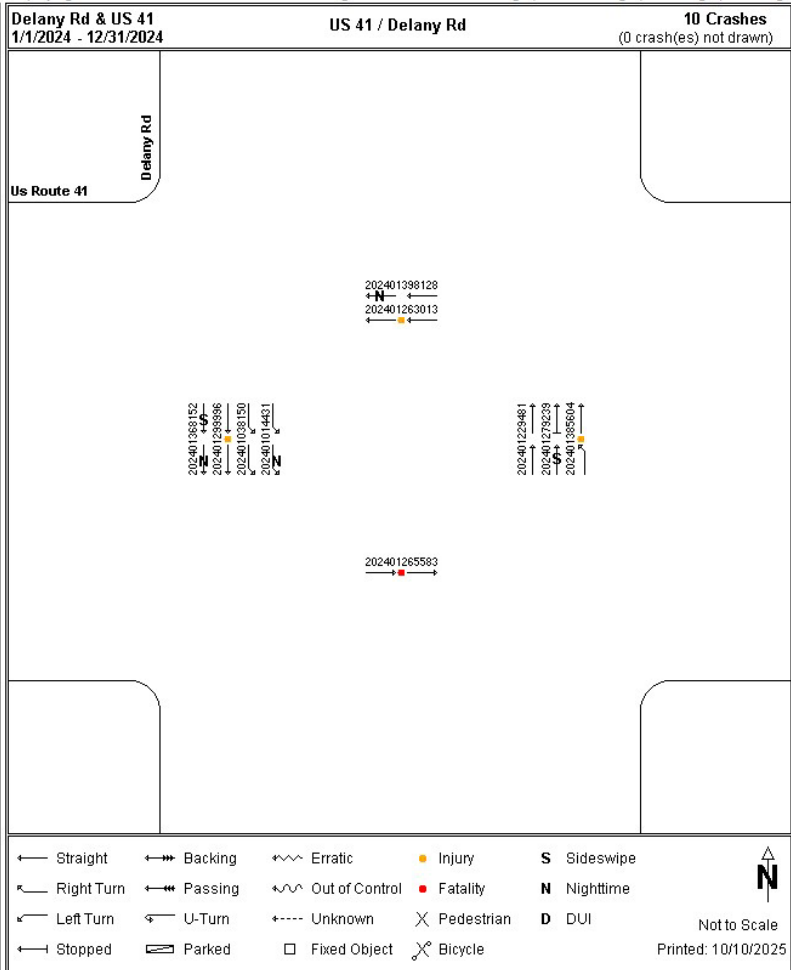 Delany Rd & US 41
1/1/2024 - 12/31/2024
US 41 / Delany Rd
10 Crashes
(0 crash(es) not drawn)
Delany Rd
Us Route 41
202401398128
N
202401263013
202401368152
S
N
202401299996
202401038150
202401014431
N
202401229481
202401279239
S
202401385604
202401265583
Straight
Backing
Erratic
Injury
S Sideswipe
Right Turn
Passing
Out of Control
Fatality
N Nighttime
Left Turn
U-Turn
Unknown
Pedestrian
D DUI
Stopped
Parked
Fixed Object
Bicycle
N
Not to Scale
Printed: 10/10/2025